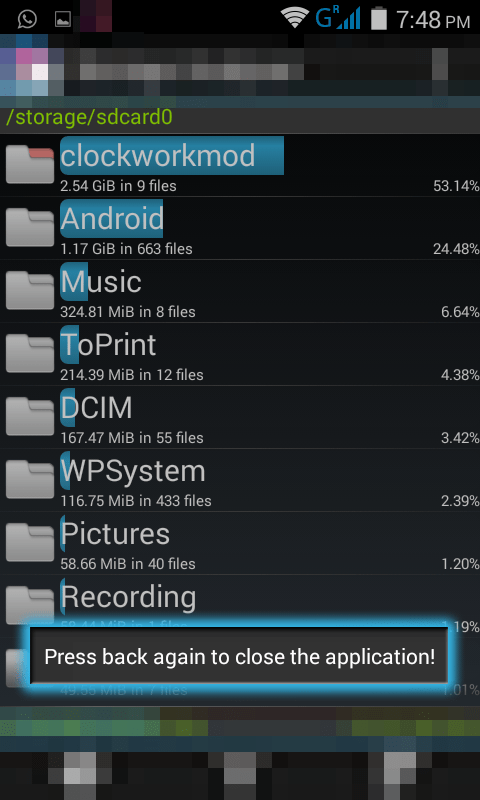 G R 7:48 PM
/storage/sdcard0
clockworkmod
2.54 GiB in 9 files 53.14%
Android
1.17 GiB in 663 files 24.48%
Music
324.81 MiB in 8 files 6.64%
ToPrint
214.39 MiB in 12 files 4.38%
DCIM
167.47 MiB in 55 files 3.42%
WPSystem
116.75 MiB in 433 files 2.39%
Pictures
58.66 MiB in 40 files 1.20%
Recording
1.19%
Press back again to close the application!
49.55 MiB in 7 files 1.01%